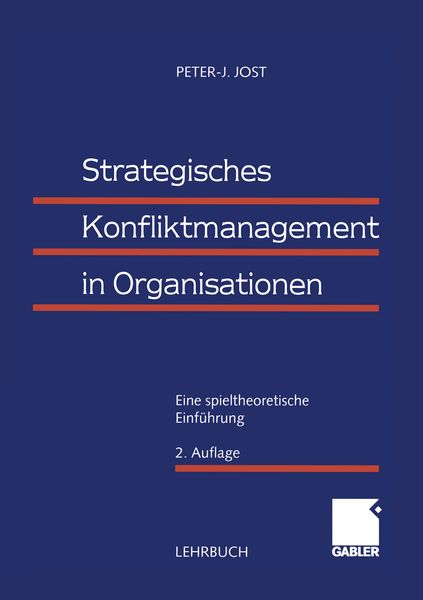 PETER-J. JOST
Strategisches
Konfliktmanagement
in Organisationen
Eine spieltheoretische
Einführung
2. Auflage
LEHRBUCH
GABLER